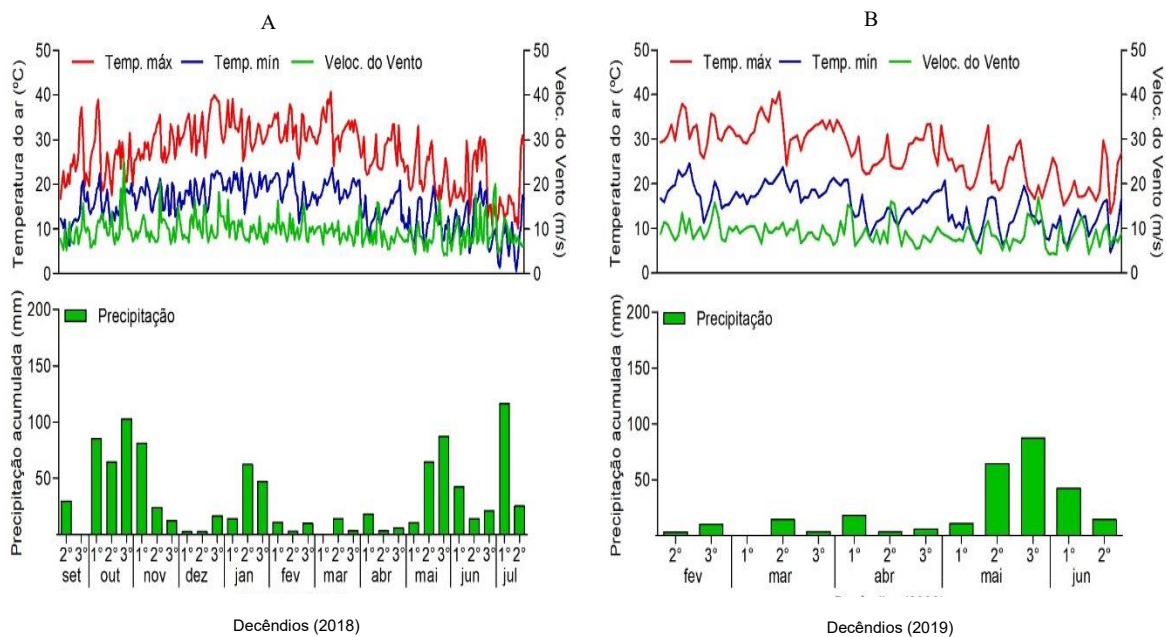 A
50
40
30
20
10
0
Temperatura do ar (ºC)
Temp. máx
Temp. mín
Veloc. do Vento
50
40
30
20
10
0
Veloc. do Vento (m/s)
200
150
100
50
Precipitação acumulada (mm)
Precipitação
2° 3° 1° 2° 3° 1° 2° 3° 1° 2° 3° 1° 2° 3° 1° 2° 3° 1° 2° 3° 1° 2° 3° 1° 2° 3° 1° 2° 3° 1° 2°
set out nov dez jan fev mar abr mai jun jul
Decêndios (2018)
B
50
40
30
20
10
0
Temperatura do ar (ºC)
Temp. máx
Temp. mín
Veloc. do Vento
50
40
30
20
10
0
Veloc. do Vento (m/s)
200
150
100
50
Precipitação acumulada (mm)
Precipitação
2° 3° 1° 2° 3° 1° 2° 3° 1° 2° 3° 1° 2°
fev mar abr mai jun
Decêndios (2019)